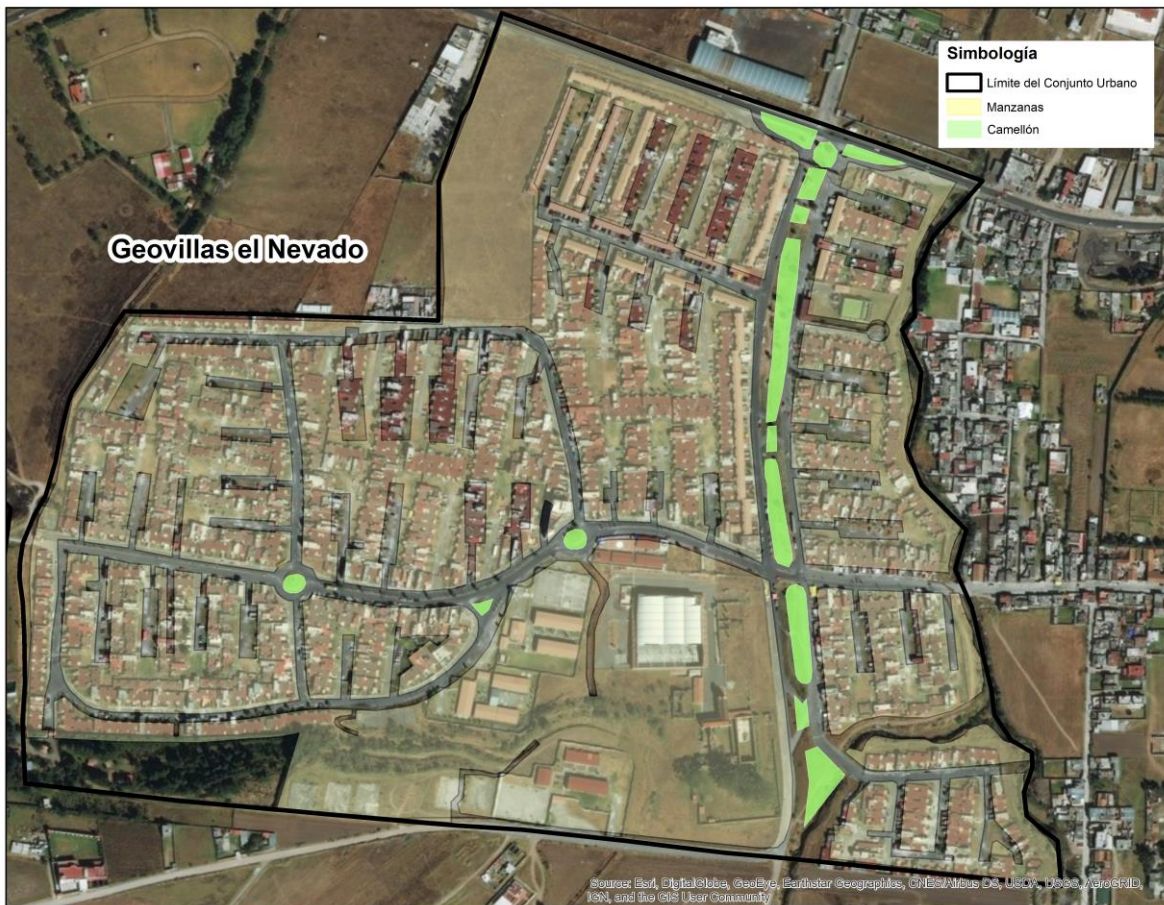 Simbología
Límite del Conjunto Urbano
Manzanas
Camellón
Geovillas el Nevado
Source: Esri, DigitalGlobe, GeoEye, Earthstar Geographics, CNES/Airbus DS, USDA, USGS, AeroGRID,
IGN, and the GIS User Community